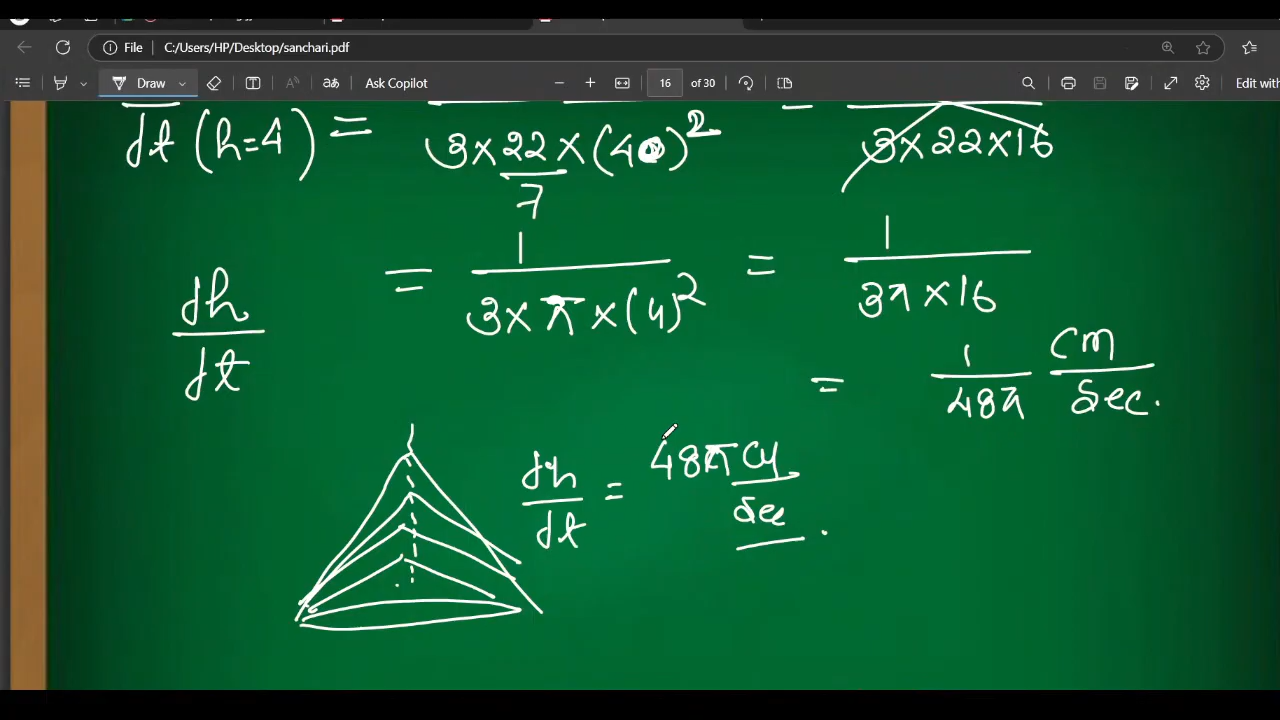 File C:/Users/HP/Desktop/sanchari.pdf
Draw Ask Copilot 16 of 30 Edit with
dt (h=4) = 3×22/7×(40)² = 3×22×16
dh/dt = 1/(3×π×(4)²) = 1/(3π×16)
= 1/48π cm/sec.
dh/dt = 48π cm/sec.